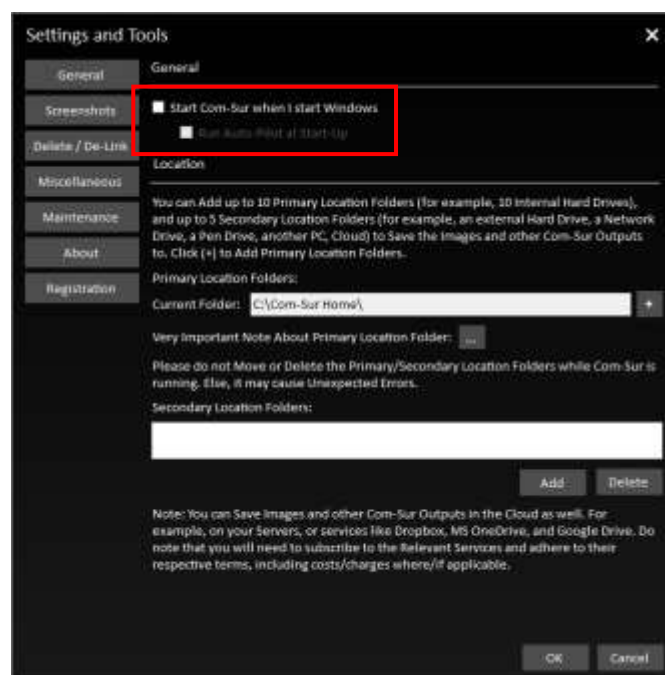 Settings and Tools
General
Screenshots
Delete / De-Link
Miscellaneous
Maintenance
About
Registration
General
Start Com-Sur when I start Windows
Run Auto-Pilot at Start-Up
Location
You can Add up to 10 Primary Location Folders (for example, 10 Internal Hard Drives),
and up to 5 Secondary Location Folders (for example, an external Hard Drive, a Network
Drive, a Pen Drive, another PC, Cloud) to Save the Images and other Com-Sur Outputs
to. Click (+) to Add Primary Location Folders.
Primary Location Folders:
Current Folder: C:\Com-Sur Home\ +
Very Important Note About Primary Location Folder: ...
Please do not Move or Delete the Primary/Secondary Location Folders while Com-Sur is
running. Else, it may cause Unexpected Errors.
Secondary Location Folders:
Add Delete
Note: You can Save Images and other Com-Sur Outputs in the Cloud as well. For
example, on your Servers, or services like Dropbox, MS OneDrive, and Google Drive. Do
note that you will need to subscribe to the Relevant Services and adhere to their
respective terms, including costs/charges where/if applicable.
OK Cancel